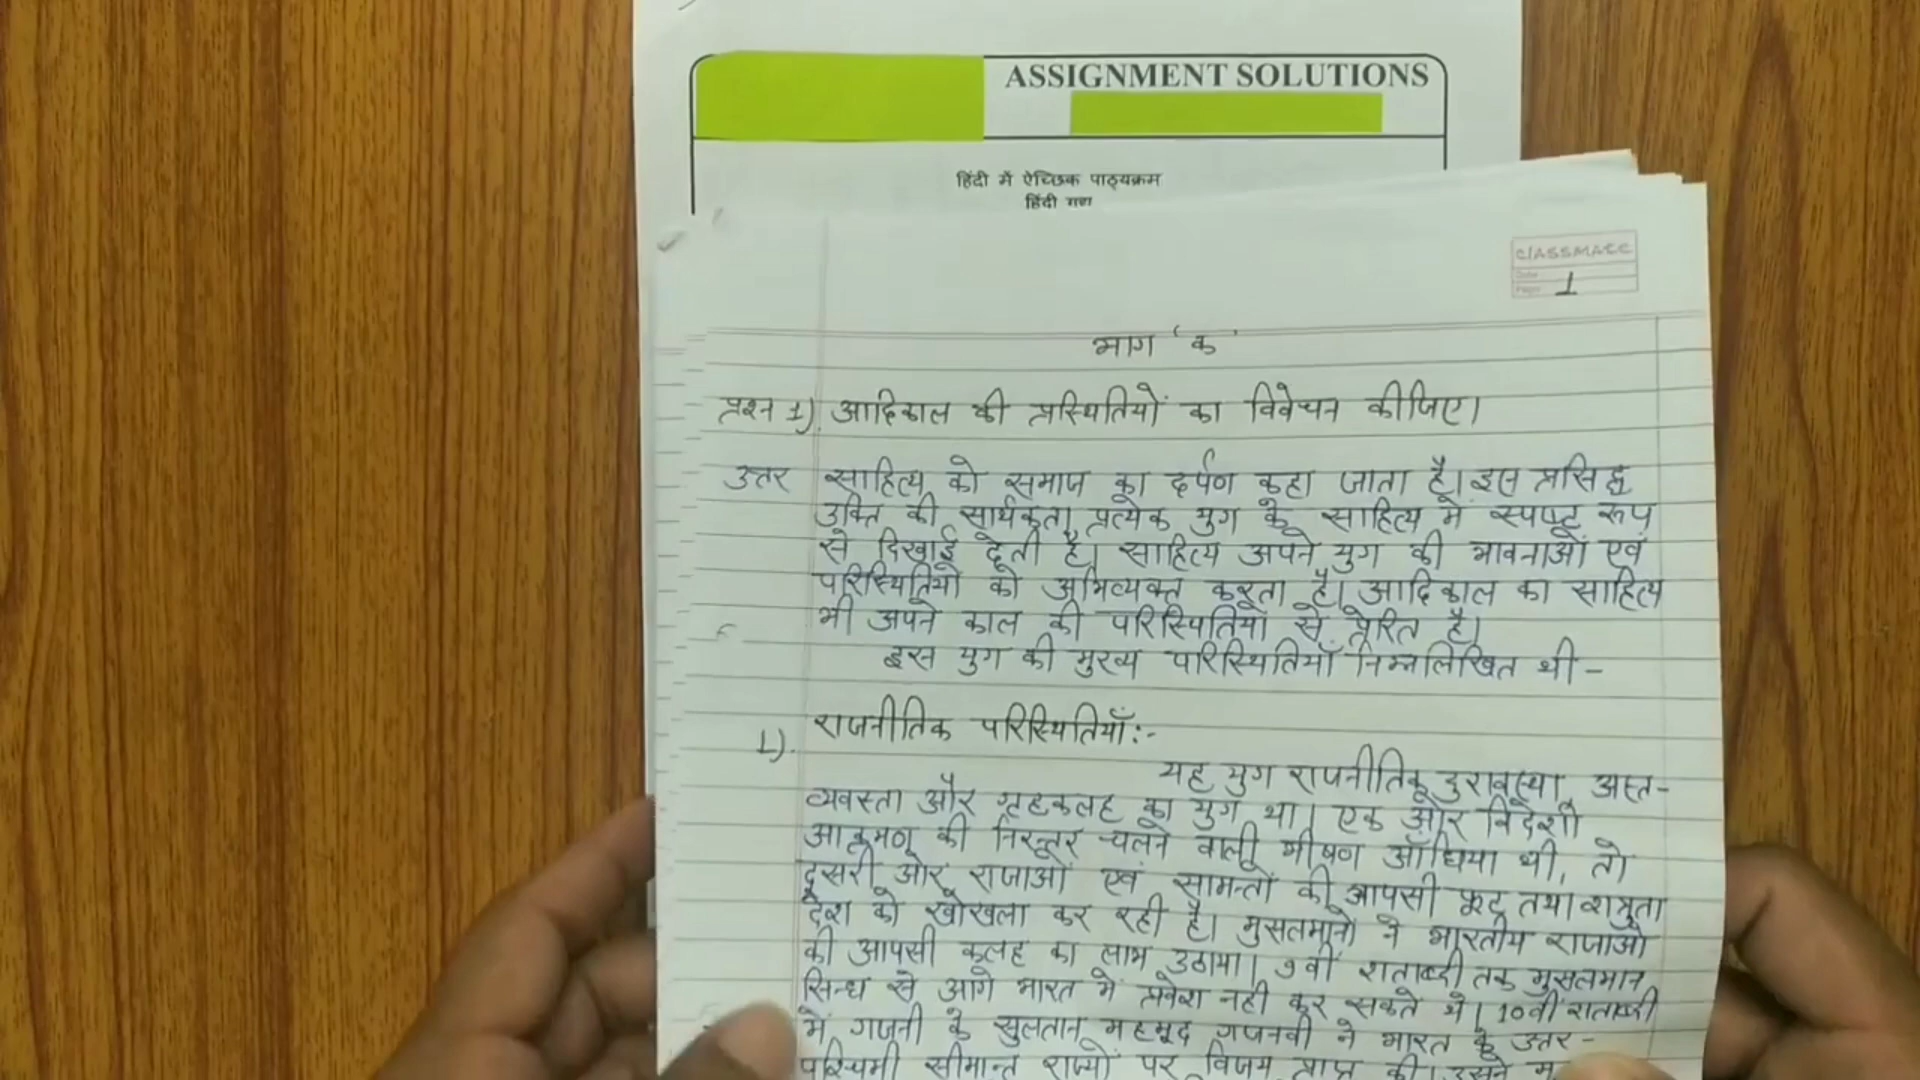 ASSIGNMENT SOLUTIONS
हिंदी में ऐच्छिक पाठ्यक्रम
हिंदी गद्य
CLASSMATE
Date
Page 1
भाग 'क'
प्रश्न 1) आदिकाल की प्रस्थितियों का विवेचन कीजिए।
उत्तर साहित्य को समाज का दर्पण कहा जाता है। इस प्रसिद्ध
उक्ति की सार्थकता प्रत्येक युग के साहित्य में स्पष्ट रूप
से दिखाई देती है। साहित्य अपने युग की भावनाओं एवं
परिस्थितियों को अभिव्यक्त करता है। आदिकाल का साहित्य
भी अपने काल की परिस्थितियों से प्रेरित है।
इस युग की मुख्य परिस्थितियाँ निम्नलिखित थी -
1). राजनीतिक परिस्थितियाँ:-
यह युग राजनीतिक दुरावस्था, अस्त-
व्यवस्ता और गृहकलह का युग था। एक ओर विदेशी
आक्रमण की निरन्तर चलने वाली भीषण आँधिया थी, तो
दूसरी ओर राजाओं एवं सामन्तों की आपसी फूट तथा शत्रुता
देश को खोखला कर रही है। मुसलमानों ने भारतीय राजाओं
की आपसी कलह का लाभ उठाया। 9वीं शताब्दी तक मुसलमान
सिन्ध से आगे भारत में प्रवेश नही कर सकते थे। 10वीं शताब्दी
में गजनी के सुलतान महमूद गजनवी ने भारत के उत्तर-
पश्चिमी सीमान्त राज्यों पर विजय प्राप्त की। उसने